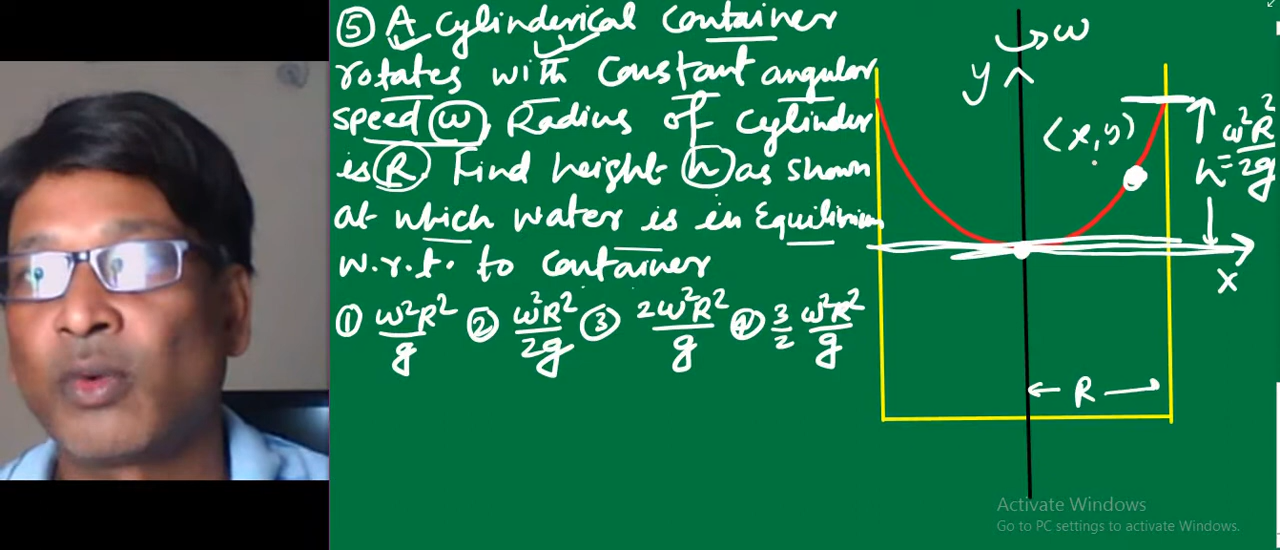 ⑤ A Cylinderical Container
rotates with Constant angular
speed ω, Radius of cylinder
is R. Find height h as shown
at which water is in Equilibrium
w.r.t. to Container
① ω²R²/g ② ω²R²/2g ③ 2ω²R²/g ④ 3/2 ω²R²/g
ω
y
(x,y)
h = ω²R²/2g
x
R
Activate Windows
Go to PC settings to activate Windows.